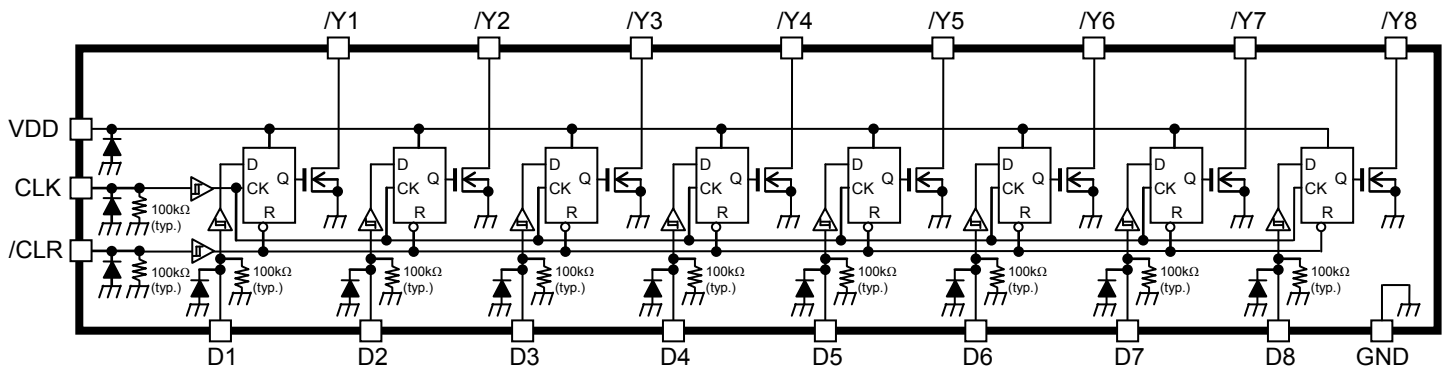 /Y1 /Y2 /Y3 /Y4 /Y5 /Y6 /Y7 /Y8
VDD
D D D D D D D D
CLK
CK Q CK Q CK Q CK Q CK Q CK Q CK Q CK Q
100kΩ
(typ.)
R R R R R R R R
/CLR
100kΩ 100kΩ 100kΩ 100kΩ 100kΩ 100kΩ 100kΩ 100kΩ 100kΩ
(typ.) (typ.) (typ.) (typ.) (typ.) (typ.) (typ.) (typ.) (typ.)
D1 D2 D3 D4 D5 D6 D7 D8 GND